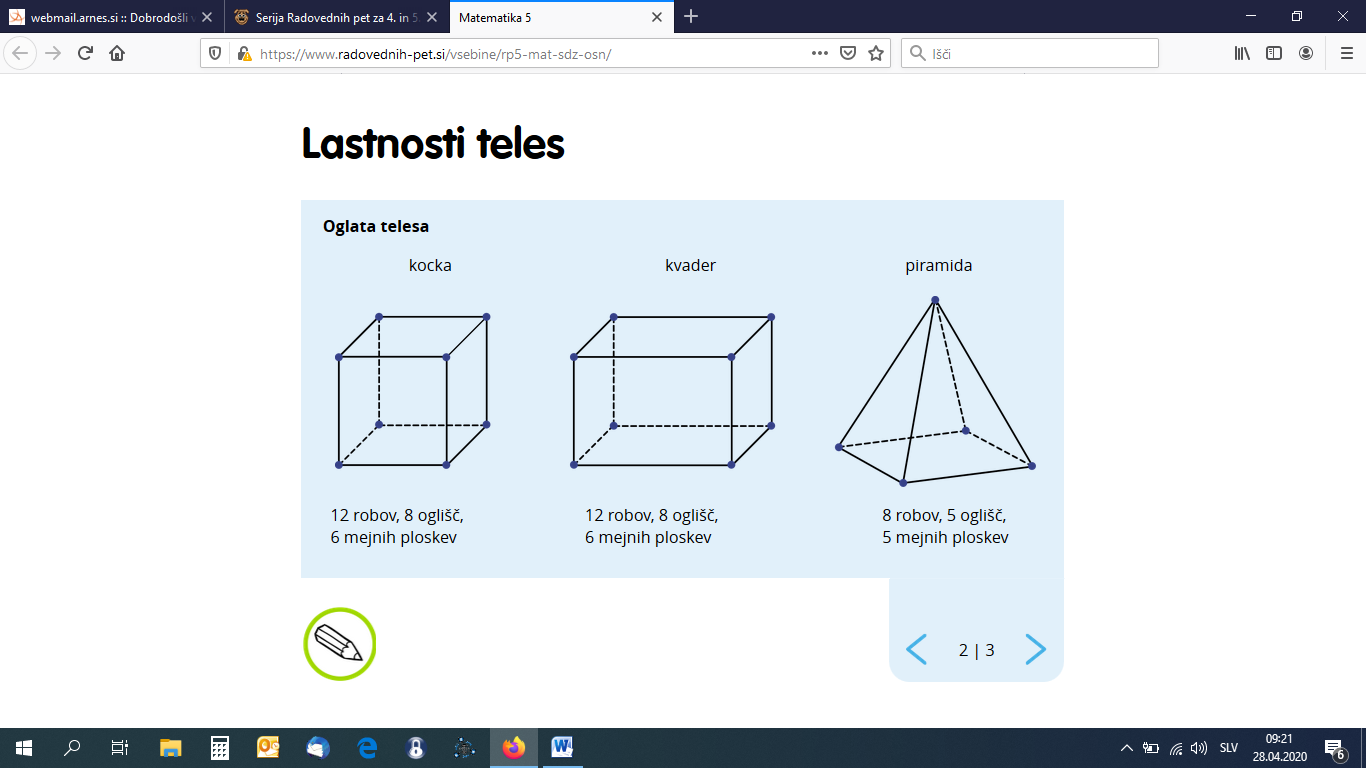 webmail.arnes.si :: Dobrodošli v
Serija Radovednih pet za 4. in 5.
Matematika 5
https://www.radovednih-pet.si/vsebine/rp5-mat-sdz-osn/
Išči
Lastnosti teles
Oglata telesa
kocka
kvader
piramida
12 robov, 8 oglišč,
6 mejnih ploskev
12 robov, 8 oglišč,
6 mejnih ploskev
8 robov, 5 oglišč,
5 mejnih ploskev
2 | 3
SLV
09:21
28.04.2020
6